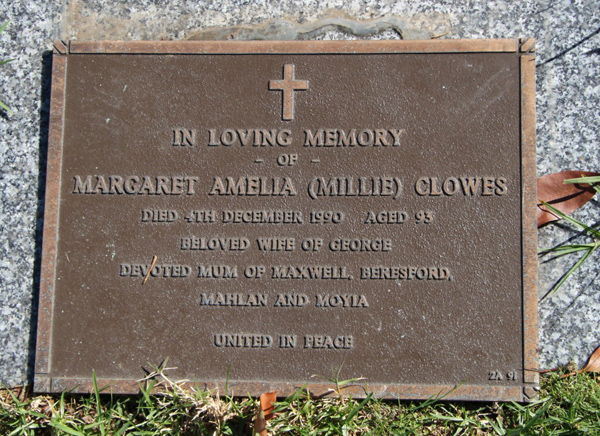 IN LOVING MEMORY
- OF -
MARGARET AMELIA (MILLIE) CLOWES
DIED 4TH DECEMBER 1990 AGED 93
BELOVED WIFE OF GEORGE
DEVOTED MUM OF MAXWELL, BERESFORD,
MAHLAN AND MOYIA
UNITED IN PEACE
ZA 91